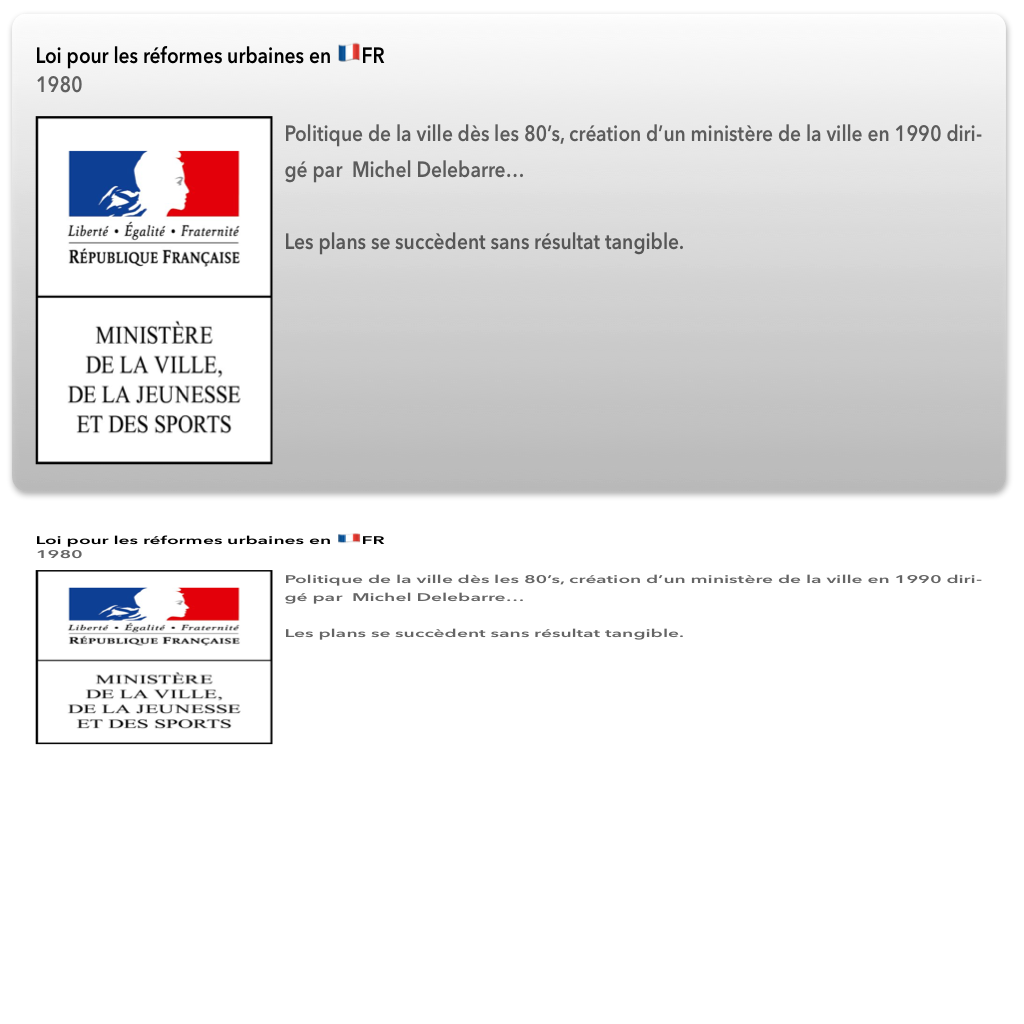 Loi pour les réformes urbaines en 🇫🇷FR
1980
Politique de la ville dès les 80’s, création d’un ministère de la ville en 1990 diri-
gé par  Michel Delebarre…
Les plans se succèdent sans résultat tangible.
Liberté • Égalité • Fraternité
RÉPUBLIQUE FRANÇAISE
MINISTÈRE
DE LA VILLE,
DE LA JEUNESSE
ET DES SPORTS
Loi pour les réformes urbaines en 🇫🇷FR
1980
Politique de la ville dès les 80’s, création d’un ministère de la ville en 1990 diri-
gé par  Michel Delebarre…
Les plans se succèdent sans résultat tangible.
Liberté • Égalité • Fraternité
RÉPUBLIQUE FRANÇAISE
MINISTÈRE
DE LA VILLE,
DE LA JEUNESSE
ET DES SPORTS